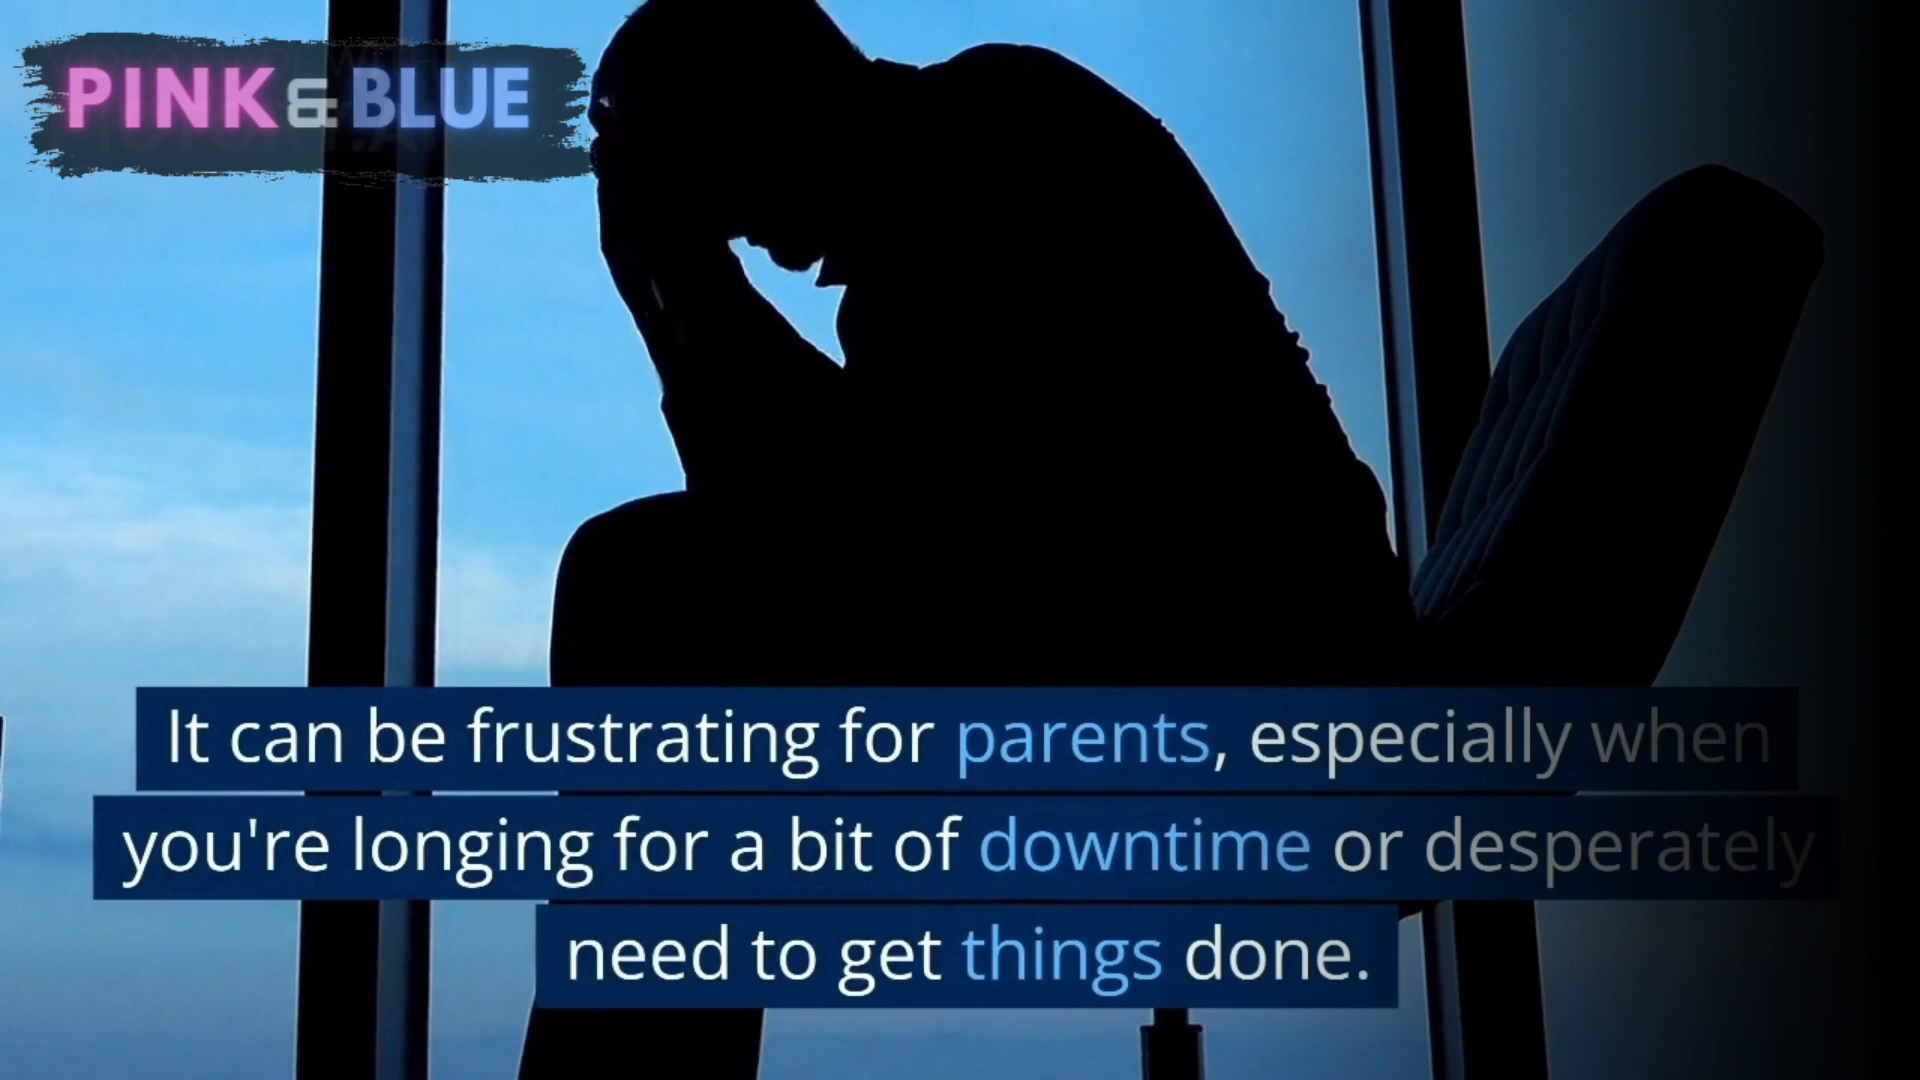 PINK&BLUE
It can be frustrating for parents, especially when
you're longing for a bit of downtime or desperately
need to get things done.